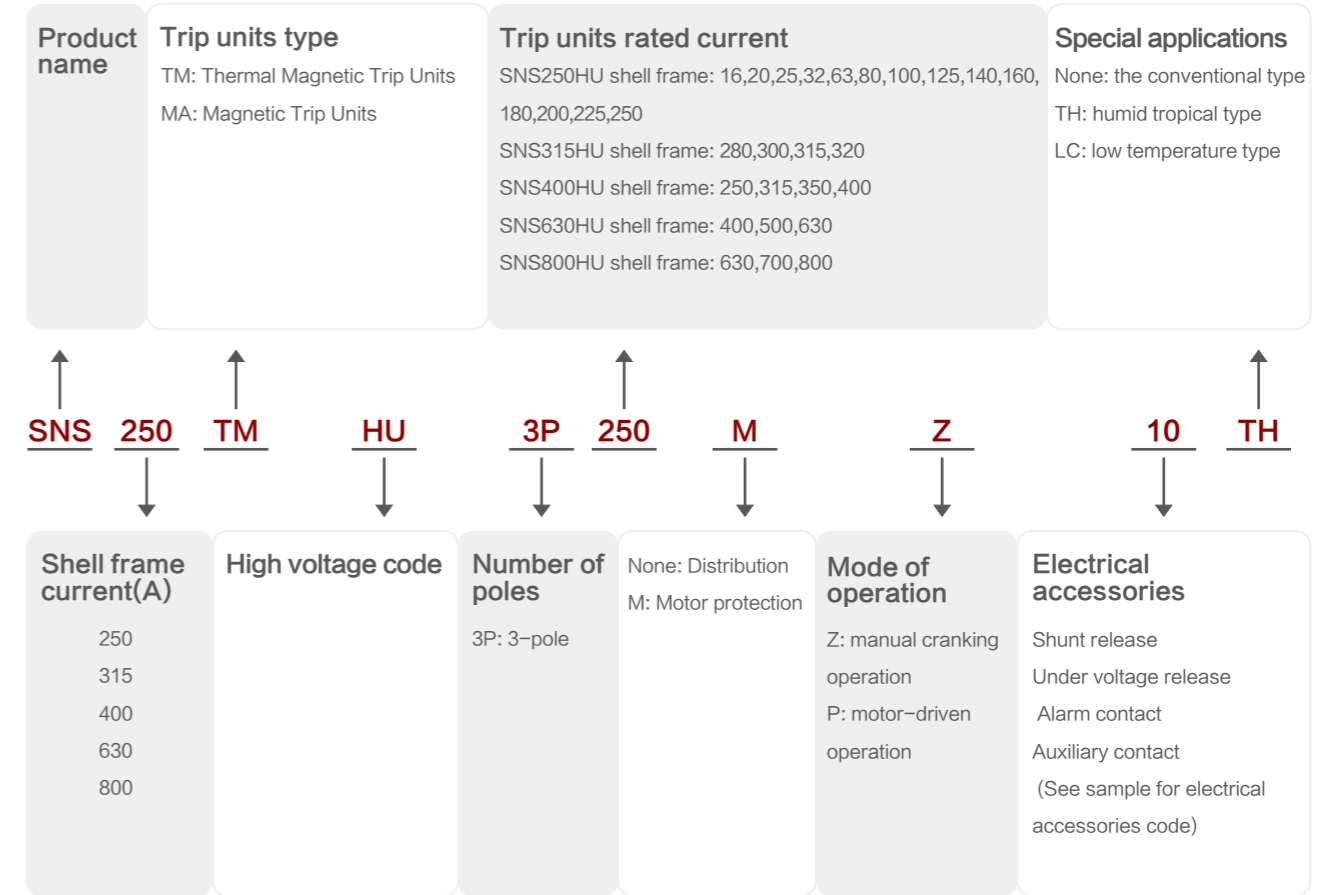 Product
name
Trip units type
TM: Thermal Magnetic Trip Units
MA: Magnetic Trip Units
Trip units rated current
SNS250HU shell frame: 16,20,25,32,63,80,100,125,140,160,
180,200,225,250
SNS315HU shell frame: 280,300,315,320
SNS400HU shell frame: 250,315,350,400
SNS630HU shell frame: 400,500,630
SNS800HU shell frame: 630,700,800
Special applications
None: the conventional type
TH: humid tropical type
LC: low temperature type
SNS 250 TM HU 3P 250 M Z 10 TH
Shell frame
current(A)
250
315
400
630
800
High voltage code
Number of
poles
3P: 3-pole
None: Distribution
M: Motor protection
Mode of
operation
Z: manual cranking
operation
P: motor-driven
operation
Electrical
accessories
Shunt release
Under voltage release
Alarm contact
Auxiliary contact
(See sample for electrical
accessories code)